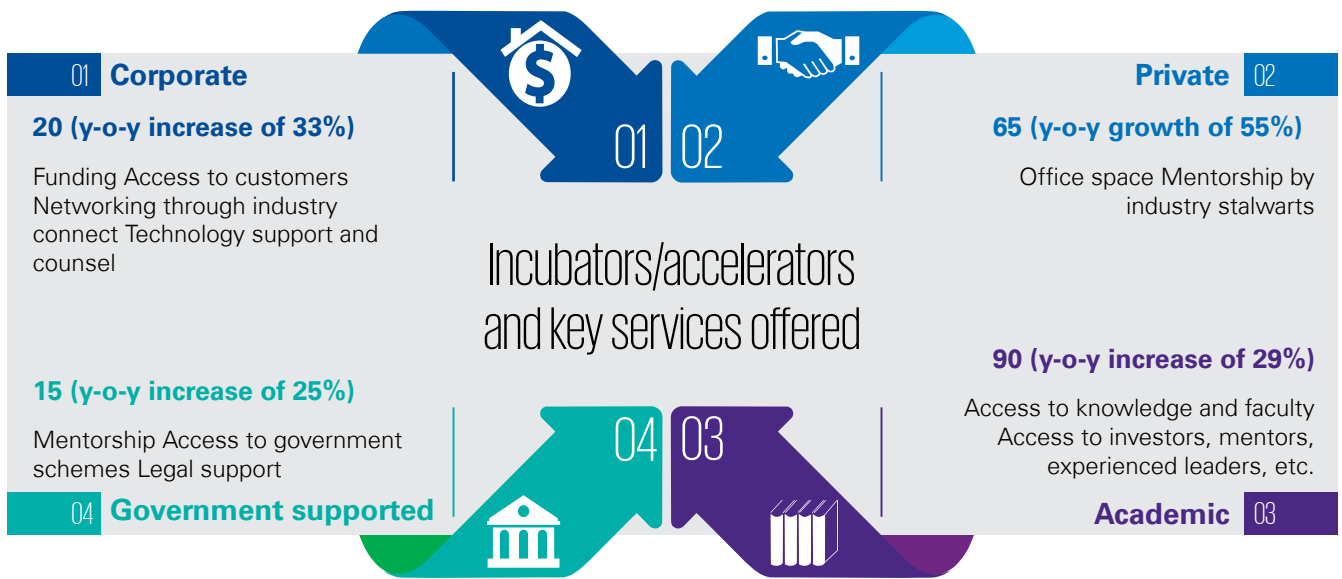 01 Corporate
20 (y-o-y increase of 33%)
Funding Access to customers
Networking through industry
connect Technology support and
counsel
01
02
Private 02
65 (y-o-y growth of 55%)
Office space Mentorship by
industry stalwarts
Incubators/accelerators
and key services offered
15 (y-o-y increase of 25%)
Mentorship Access to government
schemes Legal support
04 Government supported
04
03
90 (y-o-y increase of 29%)
Access to knowledge and faculty
Access to investors, mentors,
experienced leaders, etc.
Academic 03
$